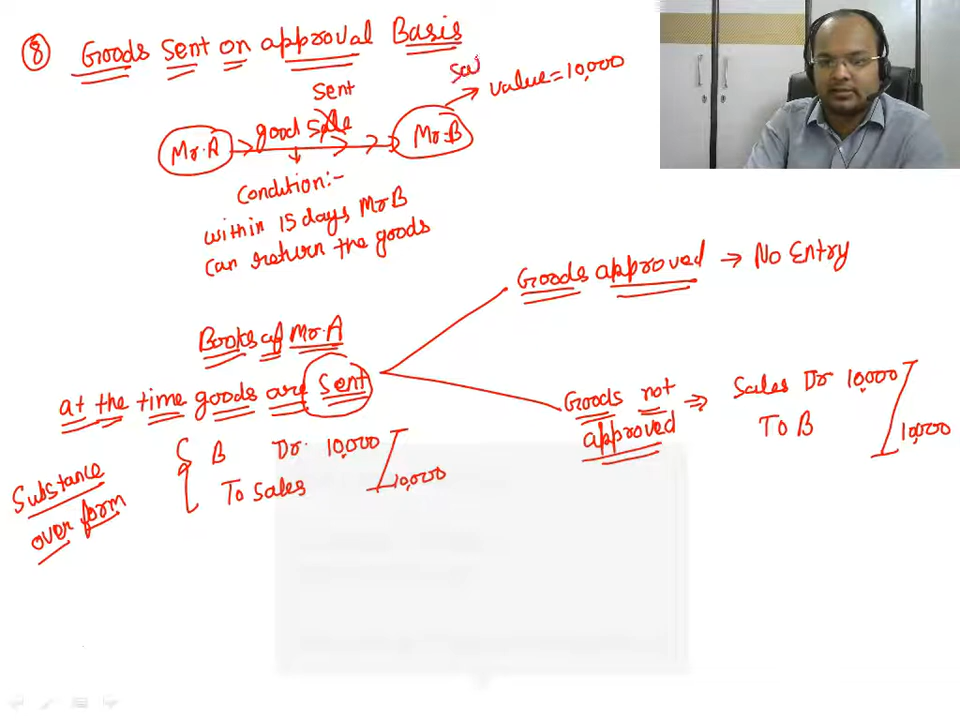 ⑧ Goods Sent on approval Basis
Sent
Sal
value=10,000
Mr.A
good Sale
Mr.B
Condition:-
within 15 days Mr B
can return the goods
Goods approved → No Entry
Books of Mr.A
at the time goods are Sent
Goods not
approved ⇒
Sales Dr 10,000
To B 10,000
B Dr. 10,000
To Sales 10,000
Substance
over form